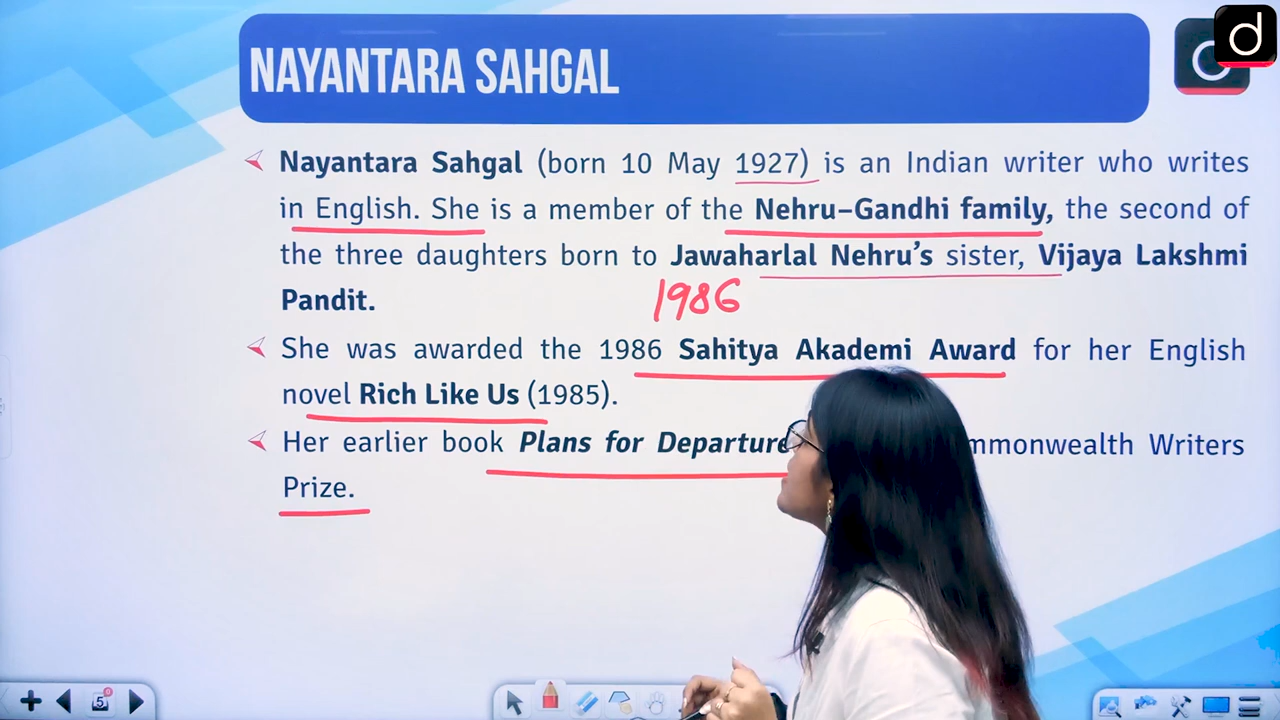 NAYANTARA SAHGAL
d
Nayantara Sahgal (born 10 May 1927) is an Indian writer who writes
in English. She is a member of the Nehru–Gandhi family, the second of
the three daughters born to Jawaharlal Nehru's sister, Vijaya Lakshmi
Pandit.
1986
She was awarded the 1986 Sahitya Akademi Award for her English
novel Rich Like Us (1985).
Her earlier book Plans for Departure Writers
Prize.
5